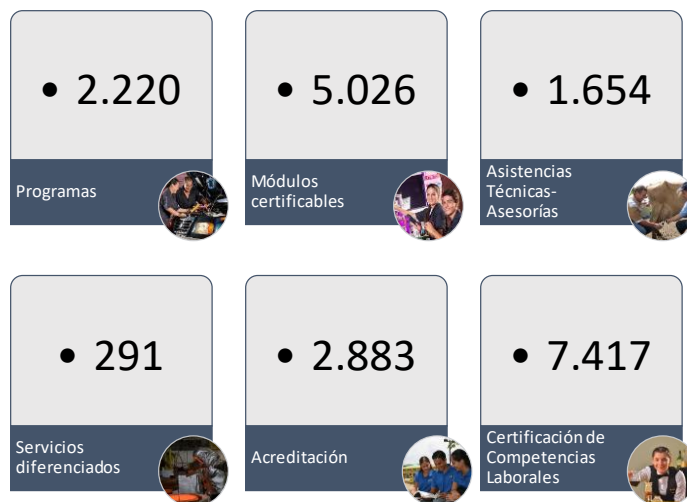 • 2.220
Programas
• 5.026
Módulos
certificables
• 1.654
Asistencias
Técnicas-
Asesorías
• 291
Servicios
diferenciados
• 2.883
Acreditación
• 7.417
Certificación de
Competencias
Laborales